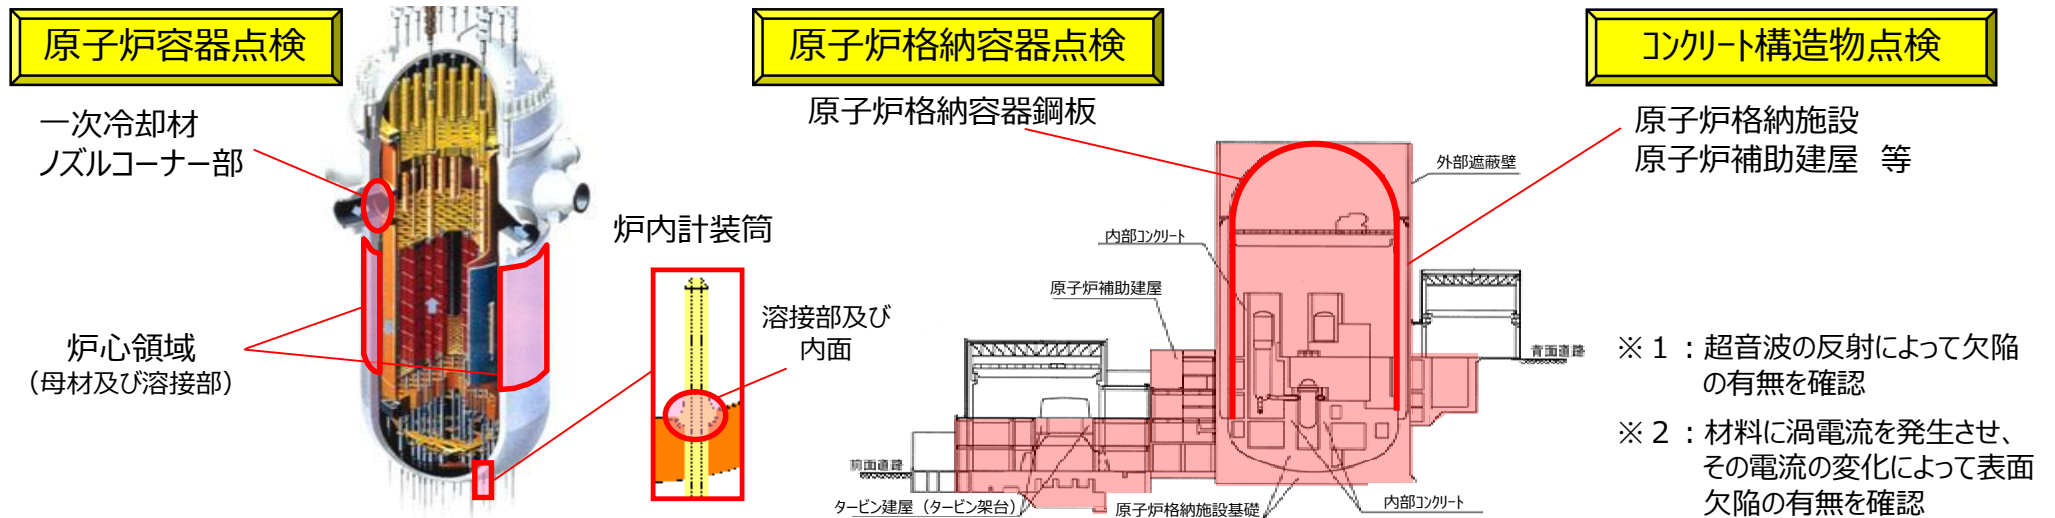 原子炉容器点検
一次冷却材
ノズルコーナー部
炉心領域
（母材及び溶接部）
炉内計装筒
溶接部及び
内面
原子炉格納容器点検
原子炉格納容器鋼板
外部遮蔽壁
内部コンクリート
原子炉補助建屋
背面道路
前面道路
タービン建屋（タービン架台）
原子炉格納施設基礎
内部コンクリート
コンクリート構造物点検
原子炉格納施設
原子炉補助建屋　等
※１：超音波の反射によって欠陥
の有無を確認
※２：材料に渦電流を発生させ、
その電流の変化によって表面
欠陥の有無を確認